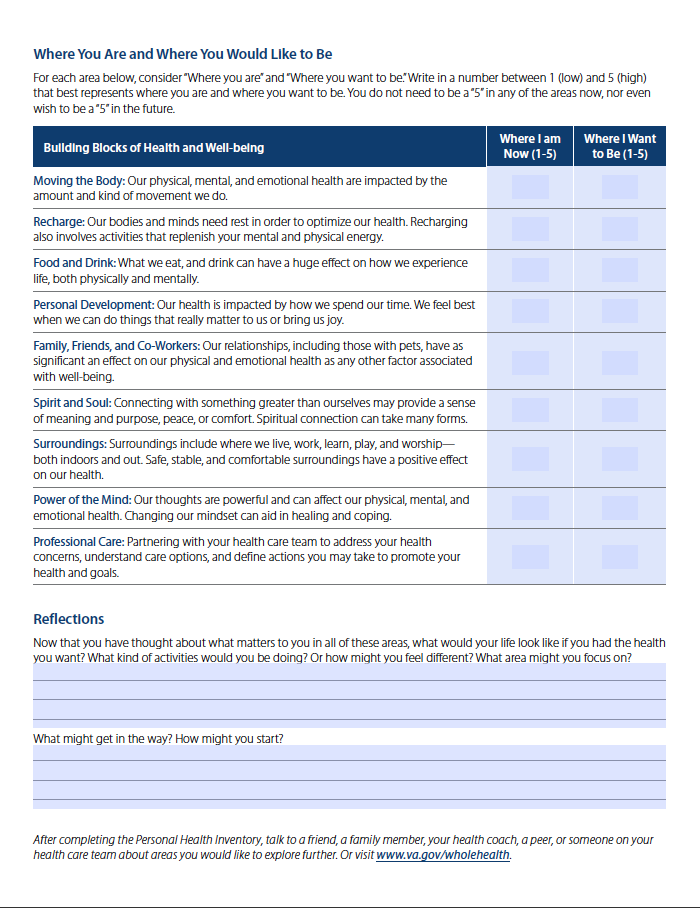 Where You Are and Where You Would Like to Be
For each area below, consider "Where you are" and "Where you want to be." Write in a number between 1 (low) and 5 (high)
that best represents where you are and where you want to be. You do not need to be a "5" in any of the areas now, nor even
wish to be a "5" in the future.
Building Blocks of Health and Well-being
Where I am
Now (1-5)
Where I Want
to Be (1-5)
Moving the Body: Our physical, mental, and emotional health are impacted by the
amount and kind of movement we do.
Recharge: Our bodies and minds need rest in order to optimize our health. Recharging
also involves activities that replenish your mental and physical energy.
Food and Drink: What we eat, and drink can have a huge effect on how we experience
life, both physically and mentally.
Personal Development: Our health is impacted by how we spend our time. We feel best
when we can do things that really matter to us or bring us joy.
Family, Friends, and Co-Workers: Our relationships, including those with pets, have as
significant an effect on our physical and emotional health as any other factor associated
with well-being.
Spirit and Soul: Connecting with something greater than ourselves may provide a sense
of meaning and purpose, peace, or comfort. Spiritual connection can take many forms.
Surroundings: Surroundings include where we live, work, learn, play, and worship—
both indoors and out. Safe, stable, and comfortable surroundings have a positive effect
on our health.
Power of the Mind: Our thoughts are powerful and can affect our physical, mental, and
emotional health. Changing our mindset can aid in healing and coping.
Professional Care: Partnering with your health care team to address your health
concerns, understand care options, and define actions you may take to promote your
health and goals.
Reflections
Now that you have thought about what matters to you in all of these areas, what would your life look like if you had the health
you want? What kind of activities would you be doing? Or how might you feel different? What area might you focus on?
What might get in the way? How might you start?
After completing the Personal Health Inventory, talk to a friend, a family member, your health coach, a peer, or someone on your
health care team about areas you would like to explore further. Or visit www.va.gov/wholehealth.